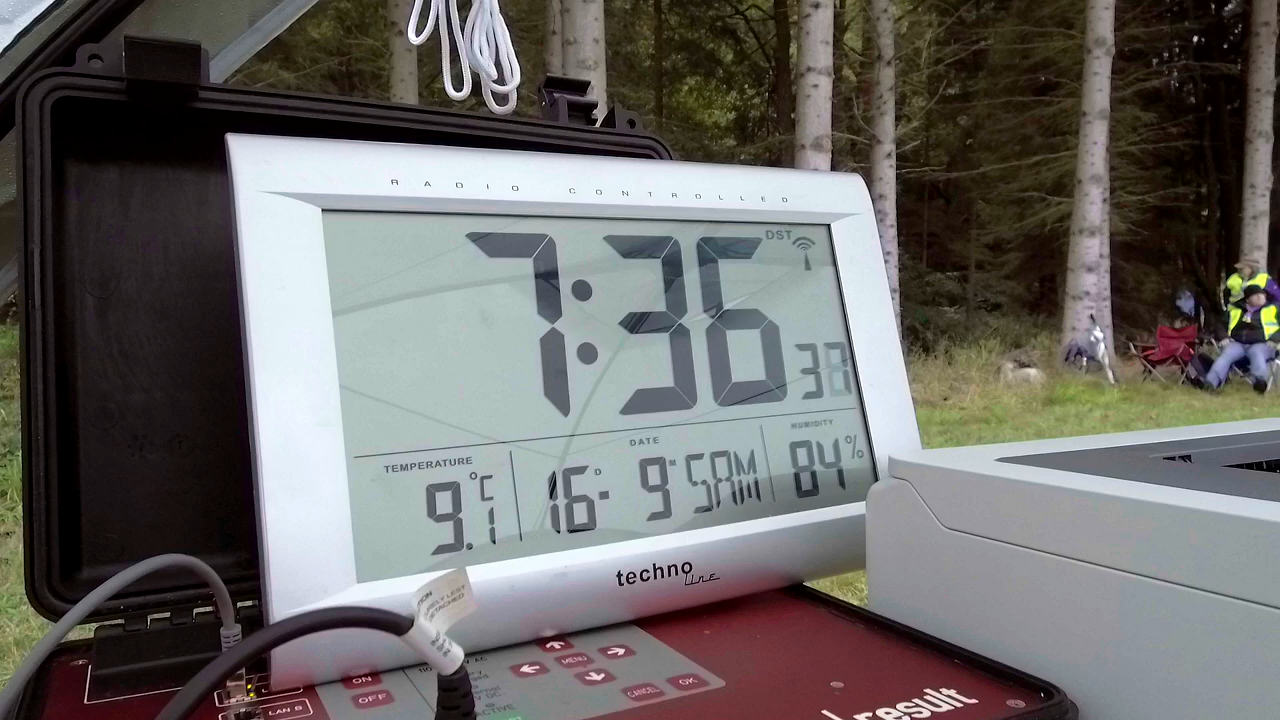 RADIO CONTROLLED
DST
7:36
38
TEMPERATURE
9.1 °C
DATE
16 D - 9 M SAM
HUMIDITY
84 %
techno line
ON
OFF
MENU
CANCEL
OK
LAN
result